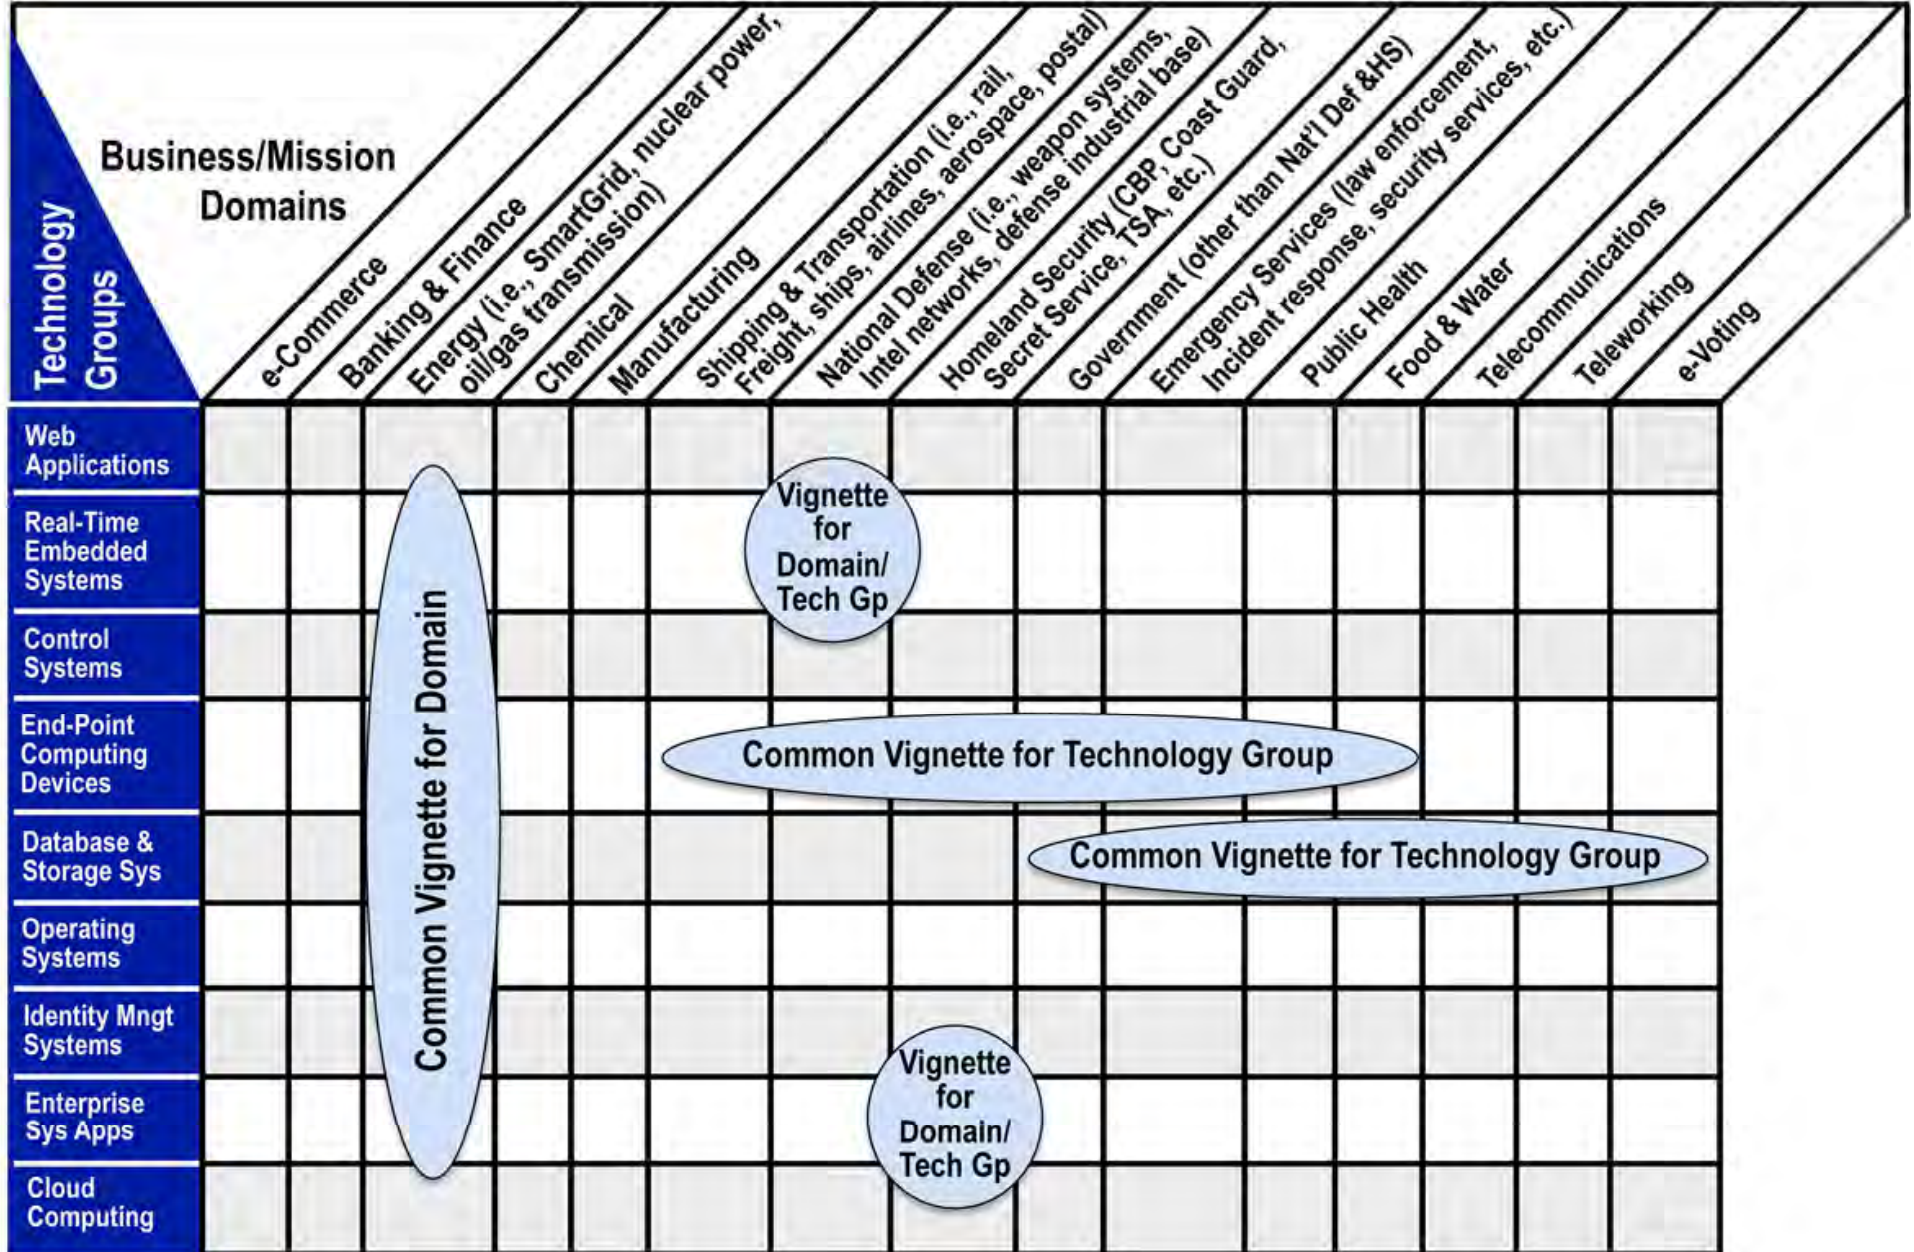 Business/Mission
Domains
Technology
Groups
e-Commerce
Banking & Finance
Energy (i.e., SmartGrid, nuclear power,
oil/gas transmission)
Chemical
Manufacturing
Shipping & Transportation (i.e., rail,
Freight, ships, airlines, aerospace, postal)
National Defense (i.e., weapon systems,
Intel networks, defense industrial base)
Homeland Security (CBP, Coast Guard,
Secret Service, TSA, etc.)
Government (other than Nat'l Def &HS)
Emergency Services (law enforcement,
Incident response, security services, etc.)
Public Health
Food & Water
Telecommunications
Teleworking
e-Voting
Web
Applications
Real-Time
Embedded
Systems
Control
Systems
End-Point
Computing
Devices
Database &
Storage Sys
Operating
Systems
Identity Mngt
Systems
Enterprise
Sys Apps
Cloud
Computing
Common Vignette for Domain
Vignette
for
Domain/
Tech Gp
Common Vignette for Technology Group
Common Vignette for Technology Group
Vignette
for
Domain/
Tech Gp